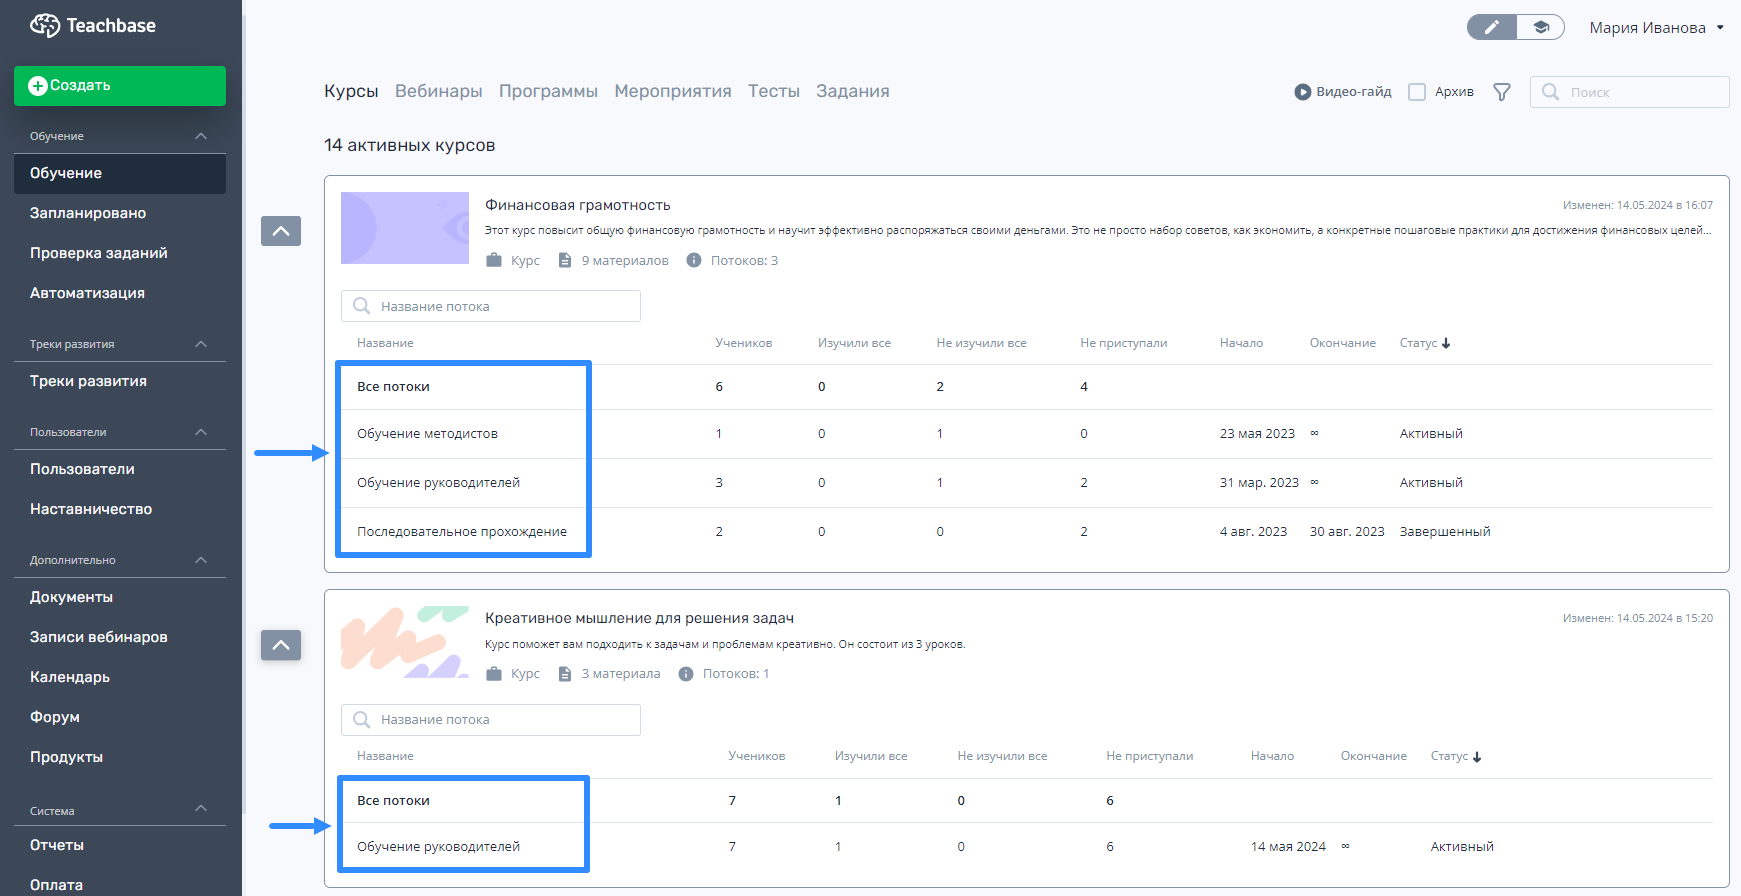 Teachbase
Создать
Обучение
Обучение
Запланировано
Проверка заданий
Автоматизация
Треки развития
Треки развития
Пользователи
Пользователи
Наставничество
Дополнительно
Документы
Записи вебинаров
Календарь
Форум
Продукты
Система
Отчеты
Оплата
Мария Иванова
Курсы Вебинары Программы Мероприятия Тесты Задания
Видео-гайд Архив Поиск
14 активных курсов
Финансовая грамотность
Изменен: 14.05.2024 в 16:07
Этот курс повысит общую финансовую грамотность и научит эффективно распоряжаться своими деньгами. Это не просто набор советов, как экономить, а конкретные пошаговые практики для достижения финансовых целей...
Курс 9 материалов Потоков: 3
Название потока
Название Учеников Изучили все Не изучили все Не приступали Начало Окончание Статус
Все потоки 6 0 2 4
Обучение методистов 1 0 1 0 23 мая 2023 ∞ Активный
Обучение руководителей 3 0 1 2 31 мар. 2023 ∞ Активный
Последовательное прохождение 2 0 0 2 4 авг. 2023 30 авг. 2023 Завершенный
Креативное мышление для решения задач
Изменен: 14.05.2024 в 15:20
Курс поможет вам подходить к задачам и проблемам креативно. Он состоит из 3 уроков.
Курс 3 материала Потоков: 1
Название потока
Название Учеников Изучили все Не изучили все Не приступали Начало Окончание Статус
Все потоки 7 1 0 6
Обучение руководителей 7 1 0 6 14 мая 2024 ∞ Активный